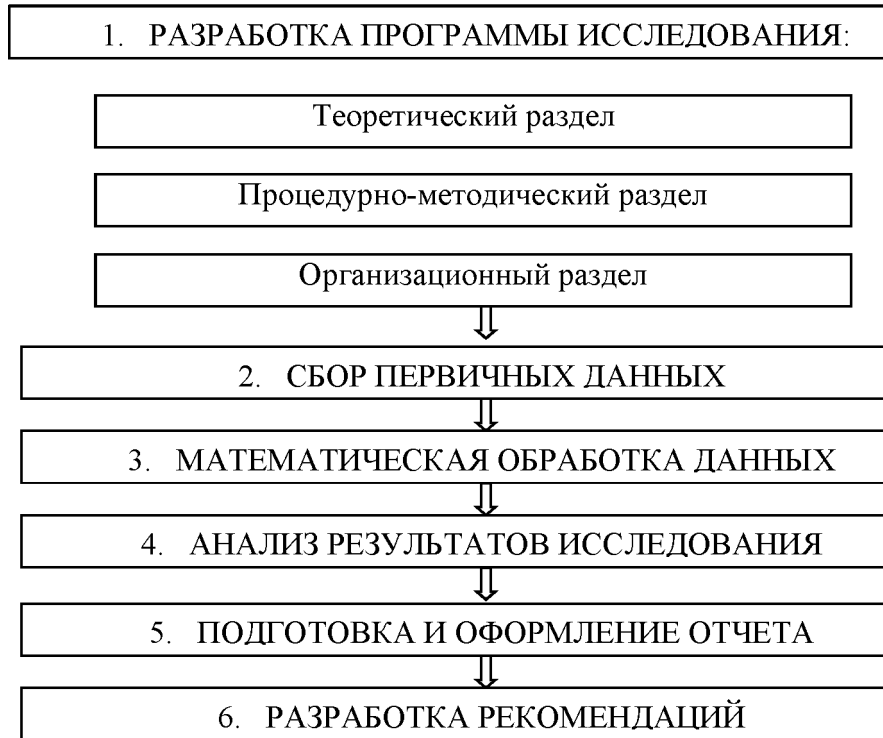 1. РАЗРАБОТКА ПРОГРАММЫ ИССЛЕДОВАНИЯ:
Теоретический раздел
Процедурно-методический раздел
Организационный раздел
2. СБОР ПЕРВИЧНЫХ ДАННЫХ
3. МАТЕМАТИЧЕСКАЯ ОБРАБОТКА ДАННЫХ
4. АНАЛИЗ РЕЗУЛЬТАТОВ ИССЛЕДОВАНИЯ
5. ПОДГОТОВКА И ОФОРМЛЕНИЕ ОТЧЕТА
6. РАЗРАБОТКА РЕКОМЕНДАЦИЙ